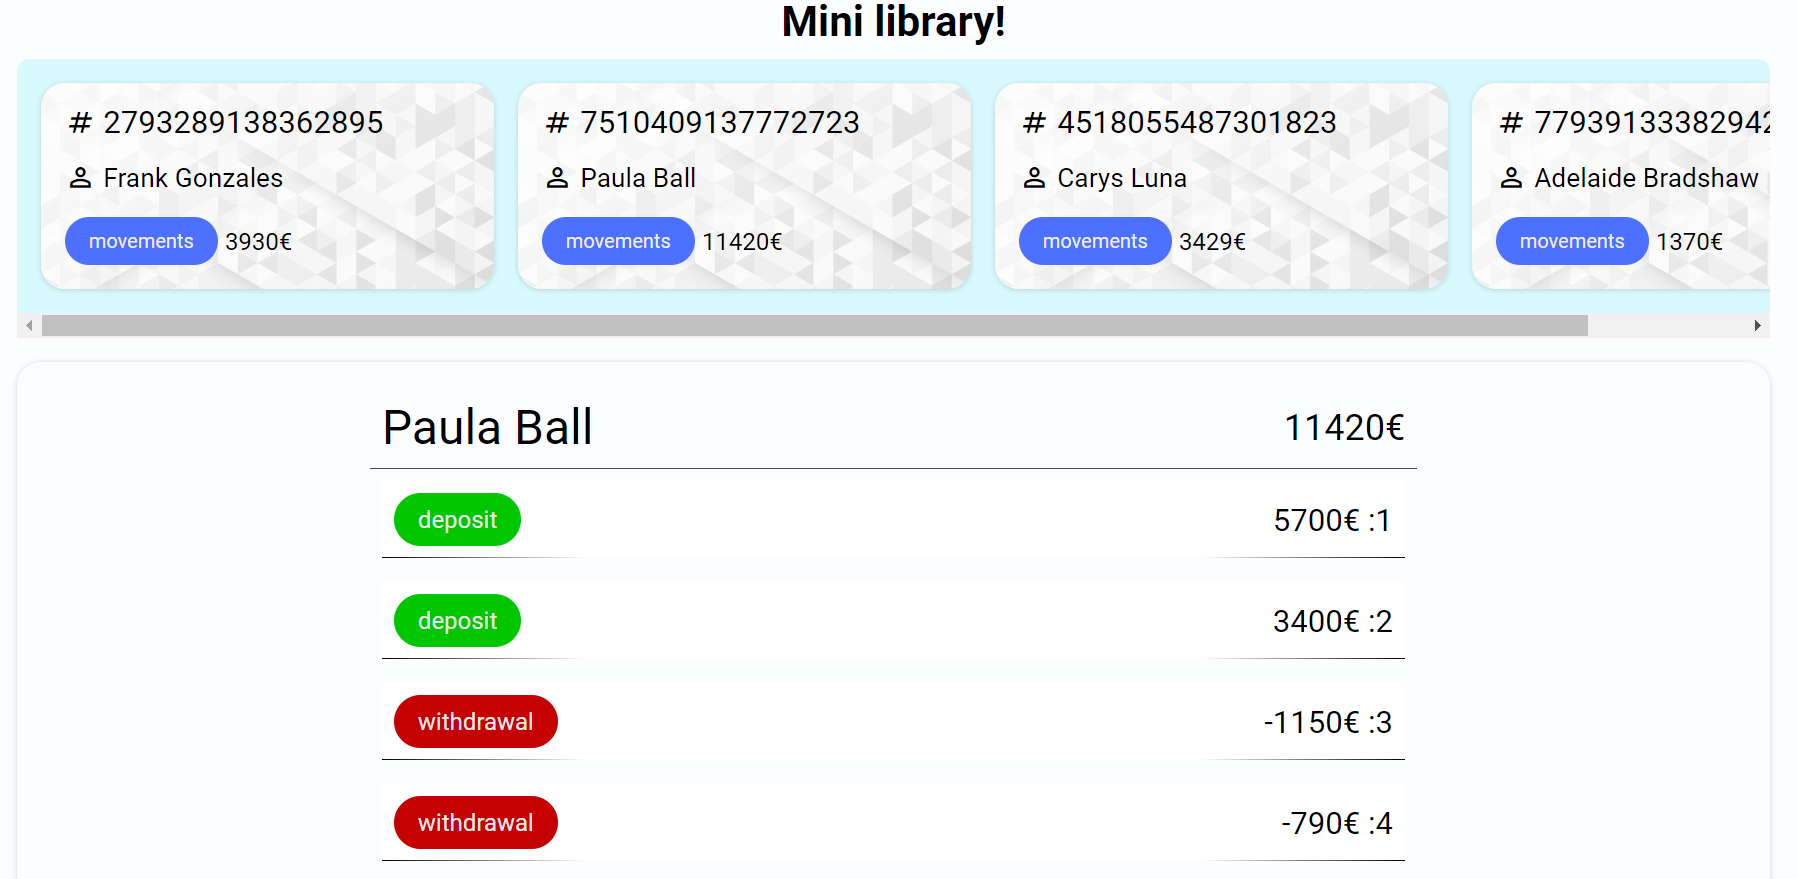 Mini library!
# 2793289138362895
Frank Gonzales
movements 3930€
# 7510409137772723
Paula Ball
movements 11420€
# 4518055487301823
Carys Luna
movements 3429€
# 77939133382942
Adelaide Bradshaw
movements 1370€
Paula Ball 11420€
deposit 5700€ :1
deposit 3400€ :2
withdrawal -1150€ :3
withdrawal -790€ :4